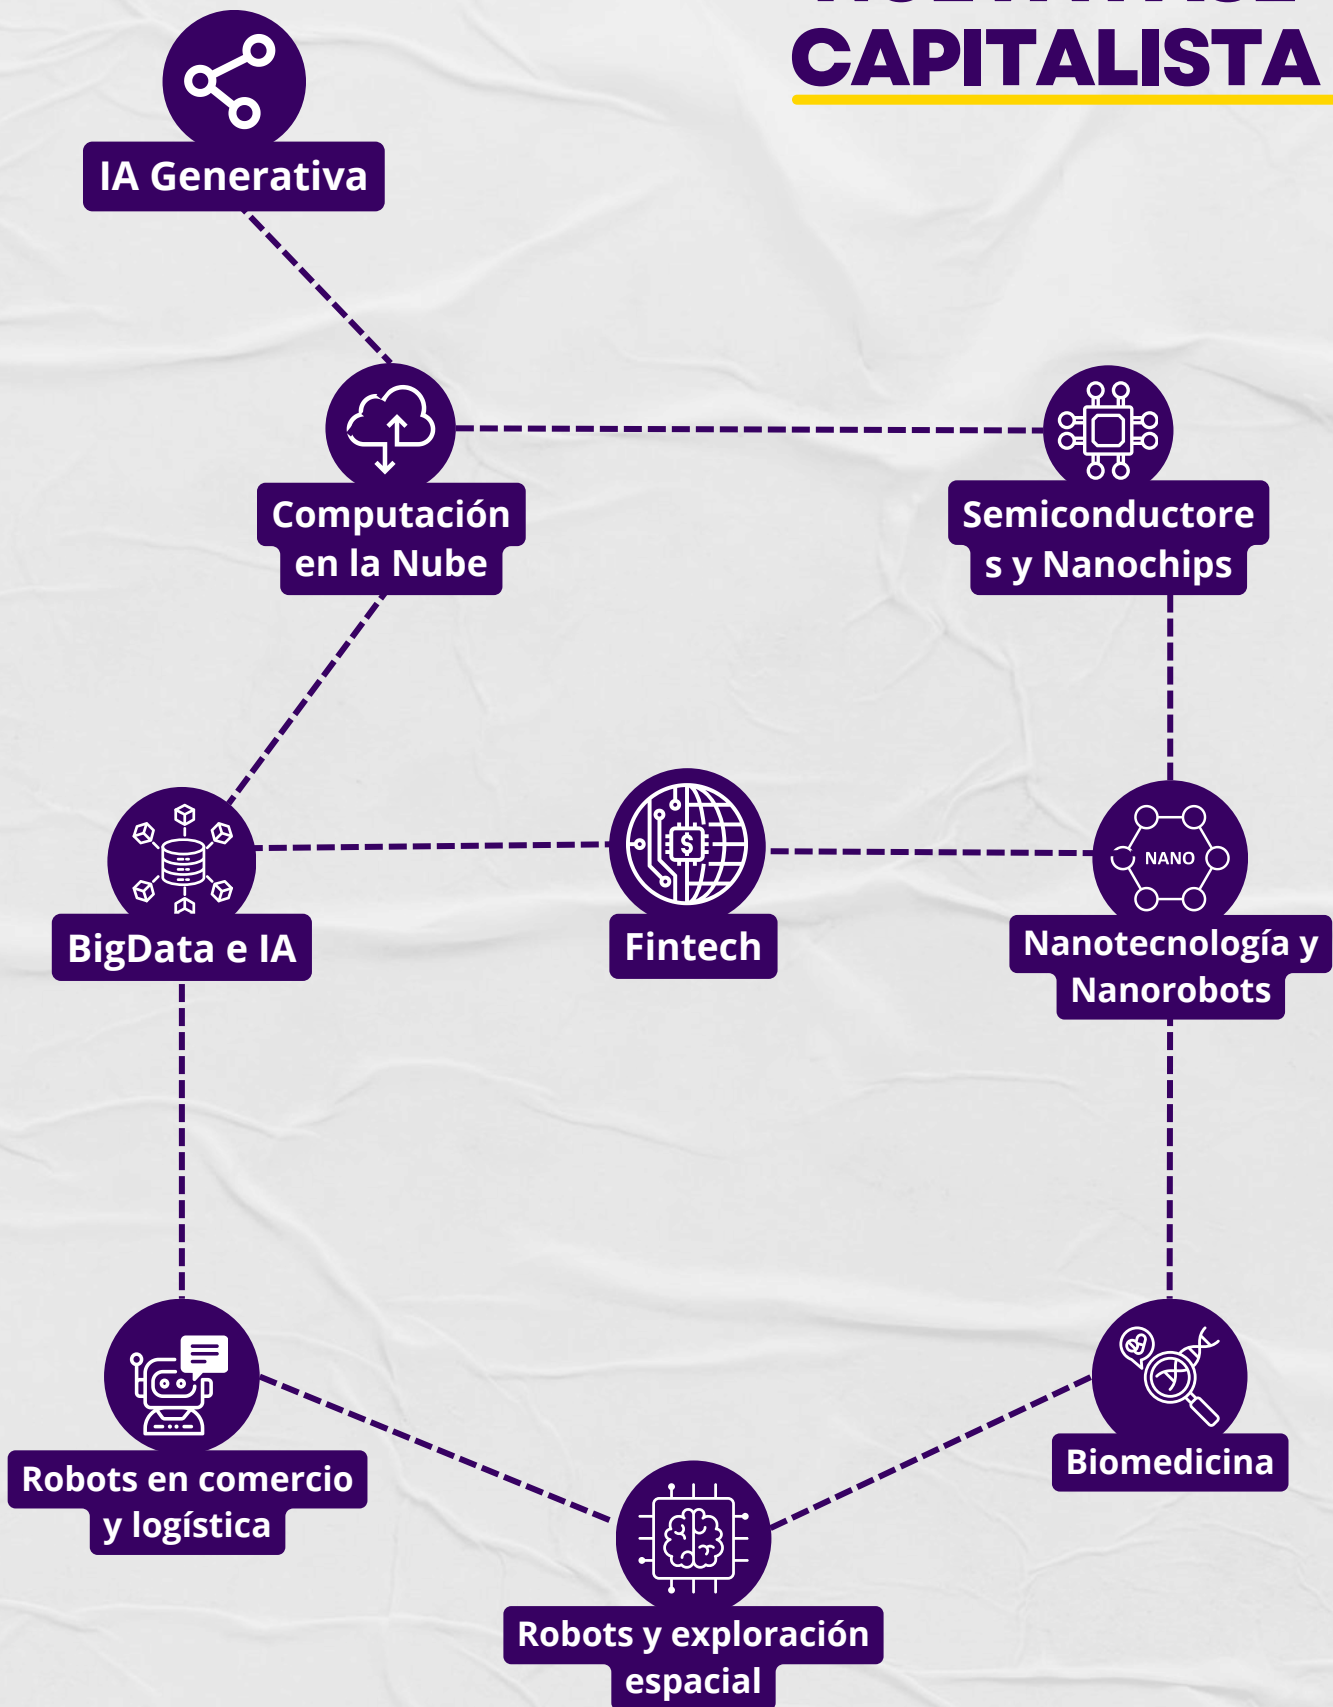 CAPITALISTA
IA Generativa
Computación
en la Nube
Semiconductore
s y Nanochips
BigData e IA
$
Fintech
NANO
Nanotecnología y
Nanorobots
Robots en comercio
y logística
Biomedicina
Robots y exploración
espacial